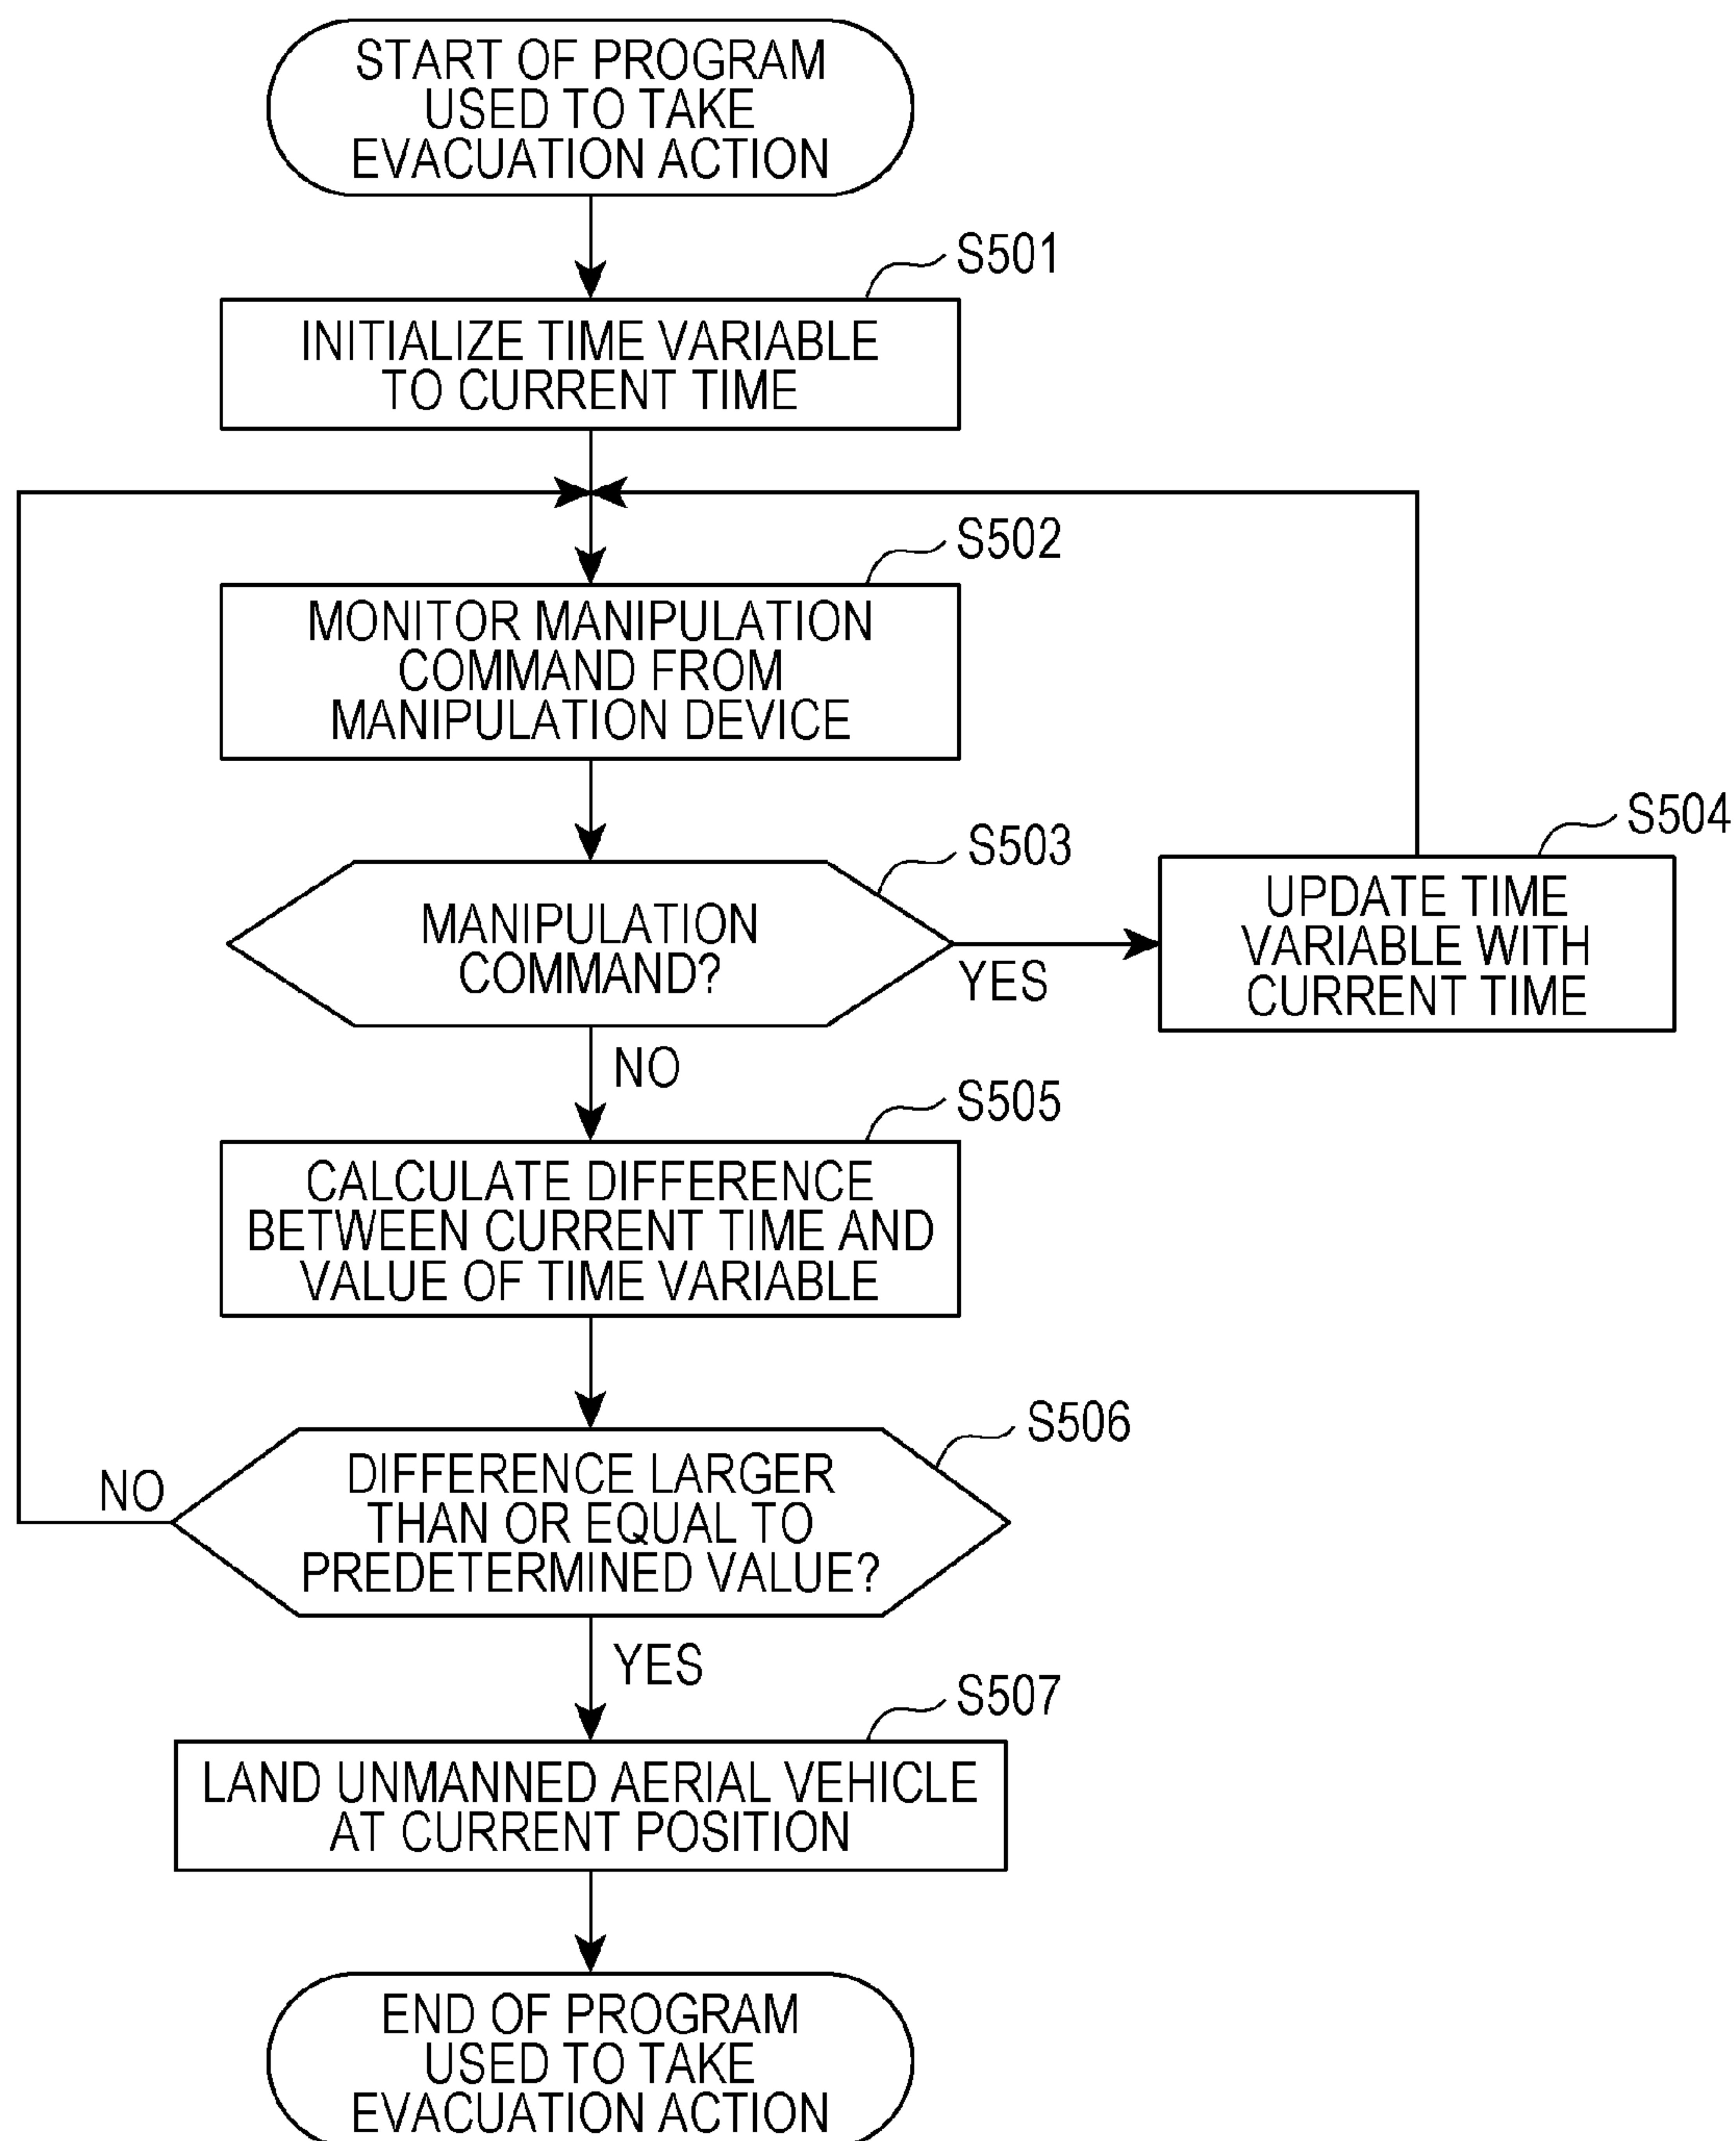 START OF PROGRAM
USED TO TAKE
EVACUATION ACTION
S501
INITIALIZE TIME VARIABLE
TO CURRENT TIME
S502
MONITOR MANIPULATION
COMMAND FROM
MANIPULATION DEVICE
S503
MANIPULATION
COMMAND?
YES
S504
UPDATE TIME
VARIABLE WITH
CURRENT TIME
NO
S505
CALCULATE DIFFERENCE
BETWEEN CURRENT TIME AND
VALUE OF TIME VARIABLE
S506
DIFFERENCE LARGER
THAN OR EQUAL TO
PREDETERMINED VALUE?
NO
YES
S507
LAND UNMANNED AERIAL VEHICLE
AT CURRENT POSITION
END OF PROGRAM
USED TO TAKE
EVACUATION ACTION